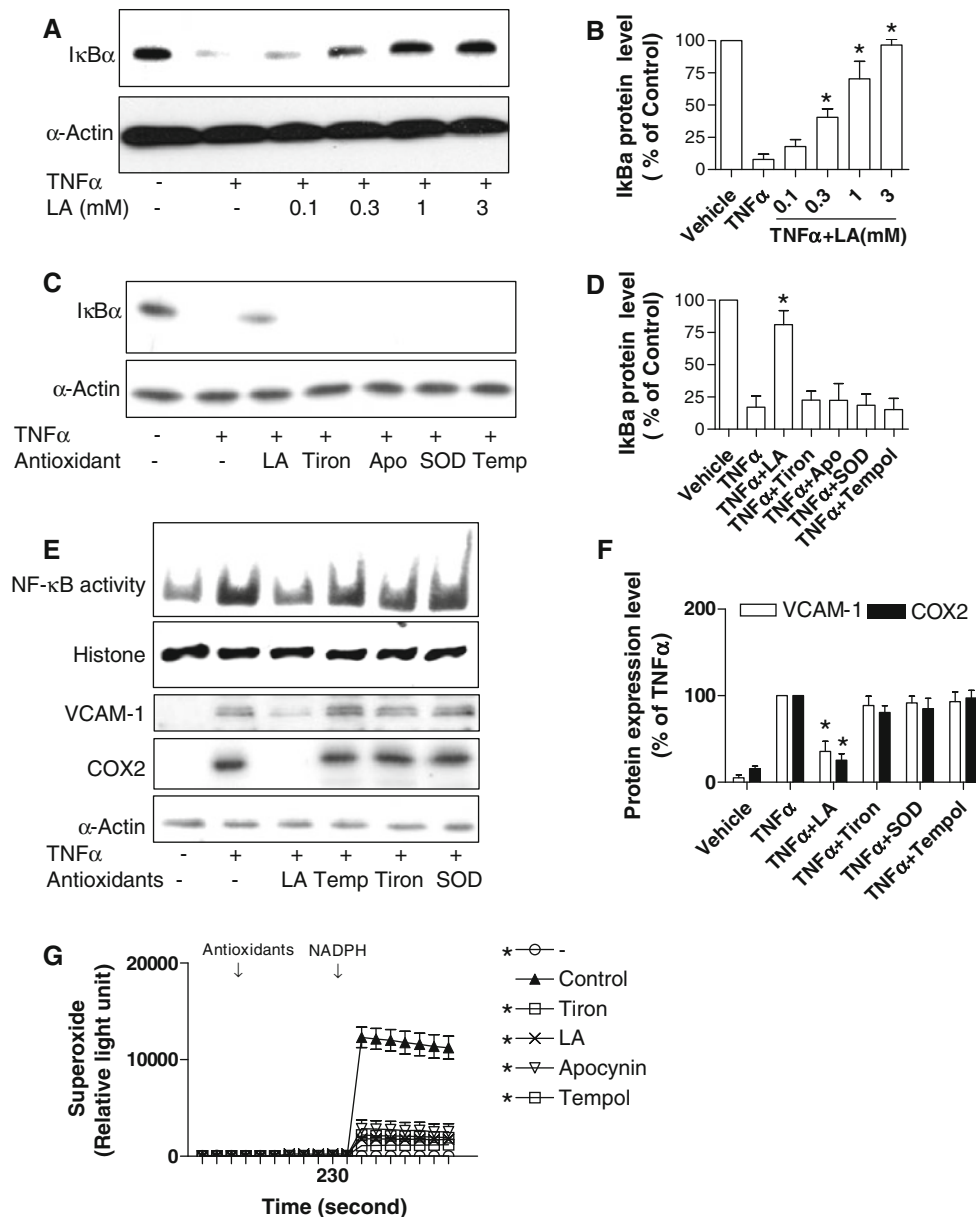 A
IκBα
α-Actin
TNFα - + + + + +
LA (mM) - - 0.1 0.3 1 3
B
IkBa protein level
( % of Control)
100
75
50
25
0
* * *
Vehicle TNFα 0.1 0.3 1 3
TNFα+LA(mM)
C
IκBα
α-Actin
TNFα - + + + + + +
Antioxidant - - LA Tiron Apo SOD Temp
D
IkBa protein level
( % of Control)
100
75
50
25
0
*
Vehicle
TNFα
TNFα+LA
TNFα+Tiron
TNFα+Apo
TNFα+SOD
TNFα+Tempol
E
NF-κB activity
Histone
VCAM-1
COX2
α-Actin
TNFα - + + + + +
Antioxidants - - LA Temp Tiron SOD
F
VCAM-1 COX2
Protein expression level
(% of TNFα)
200
100
0
* *
Vehicle
TNFα
TNFα+LA
TNFα+Tiron
TNFα+SOD
TNFα+Tempol
G
Antioxidants NADPH
↓ ↓
Superoxide
(Relative light unit)
20000
10000
0
230
Time (second)
* -
Control
* Tiron
* LA
* Apocynin
* Tempol